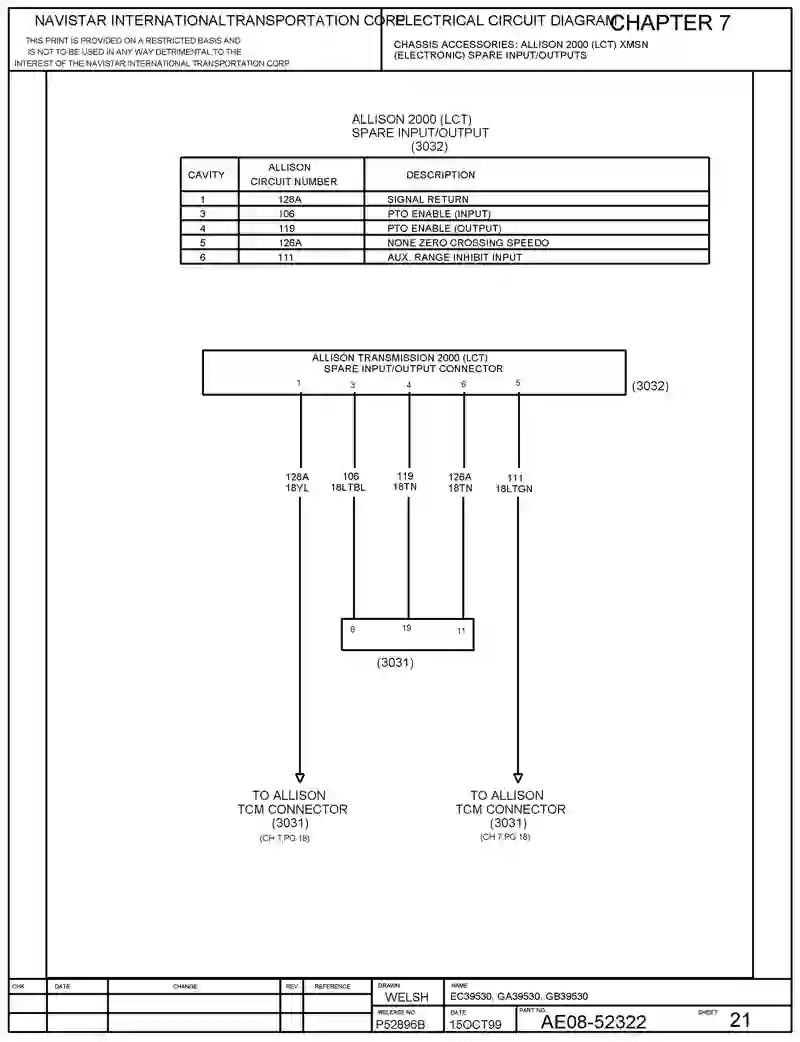 NAVISTAR INTERNATIONALTRANSPORTATION CORP.
ELECTRICAL CIRCUIT DIAGRAM
CHAPTER 7
THIS PRINT IS PROVIDED ON A RESTRICTED BASIS AND
IS NOT TO BE USED IN ANY WAY DETRIMENTAL TO THE
INTEREST OF THE NAVISTAR INTERNATIONAL TRANSPORTATION CORP
CHASSIS ACCESSORIES: ALLISON 2000 (LCT) XMSN
(ELECTRONIC) SPARE INPUT/OUTPUTS
ALLISON 2000 (LCT)
SPARE INPUT/OUTPUT
(3032)
CAVITY ALLISON CIRCUIT NUMBER DESCRIPTION
1 128A SIGNAL RETURN
3 106 PTO ENABLE (INPUT)
4 119 PTO ENABLE (OUTPUT)
5 126A NONE ZERO CROSSING SPEEDO
6 111 AUX. RANGE INHIBIT INPUT
ALLISON TRANSMISSION 2000 (LCT)
SPARE INPUT/OUTPUT CONNECTOR
1 3 4 6 5
(3032)
128A 106 119 126A 111
18YL 18LTBL 18TN 18TN 18LTGN
6 19 11
(3031)
TO ALLISON
TCM CONNECTOR
(3031)
(CH 7,PG 18)
TO ALLISON
TCM CONNECTOR
(3031)
(CH 7,PG 18)
CHK DATE CHANGE REV REFERENCE
DRAWN
WELSH
NAME
EC39530, GA39530, GB39530
RELEASE NO.
P52896B
DATE
15OCT99
PART NO.
AE08-52322
SHEET 21